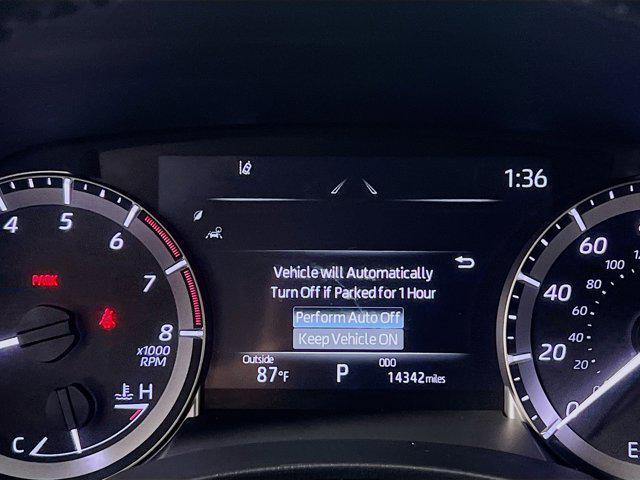 1:36
4 5 6 7 8
x1000
RPM
PARK
H
C
Vehicle will Automatically
Turn Off if Parked for 1 Hour
Perform Auto Off
Keep Vehicle ON
Outside
87°F
P
ODO
14342 miles
60
40
20
0
100
80
60
40
20
E